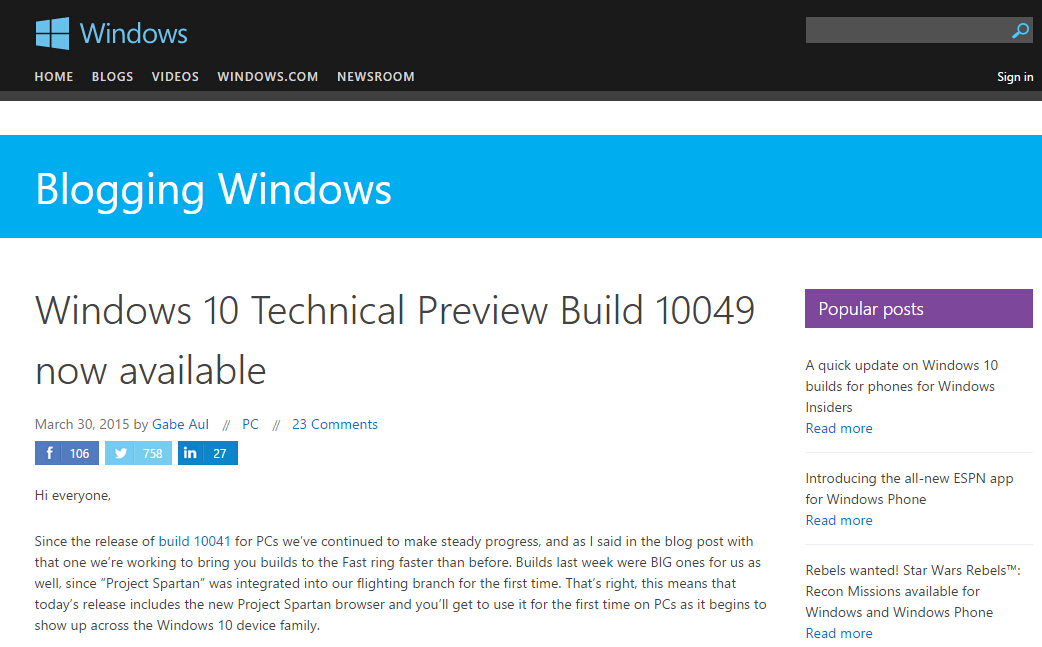 Windows
HOME BLOGS VIDEOS WINDOWS.COM NEWSROOM
Sign in
Blogging Windows
Windows 10 Technical Preview Build 10049
now available
March 30, 2015 by Gabe Aul // PC // 23 Comments
f 106 758 in 27
Hi everyone,
Since the release of build 10041 for PCs we’ve continued to make steady progress, and as I said in the blog post with
that one we’re working to bring you builds to the Fast ring faster than before. Builds last week were BIG ones for us as
well, since “Project Spartan” was integrated into our flighting branch for the first time. That’s right, this means that
today’s release includes the new Project Spartan browser and you’ll get to use it for the first time on PCs as it begins to
show up across the Windows 10 device family.
Popular posts
A quick update on Windows 10
builds for phones for Windows
Insiders
Read more
Introducing the all-new ESPN app
for Windows Phone
Read more
Rebels wanted! Star Wars Rebels™:
Recon Missions available for
Windows and Windows Phone
Read more